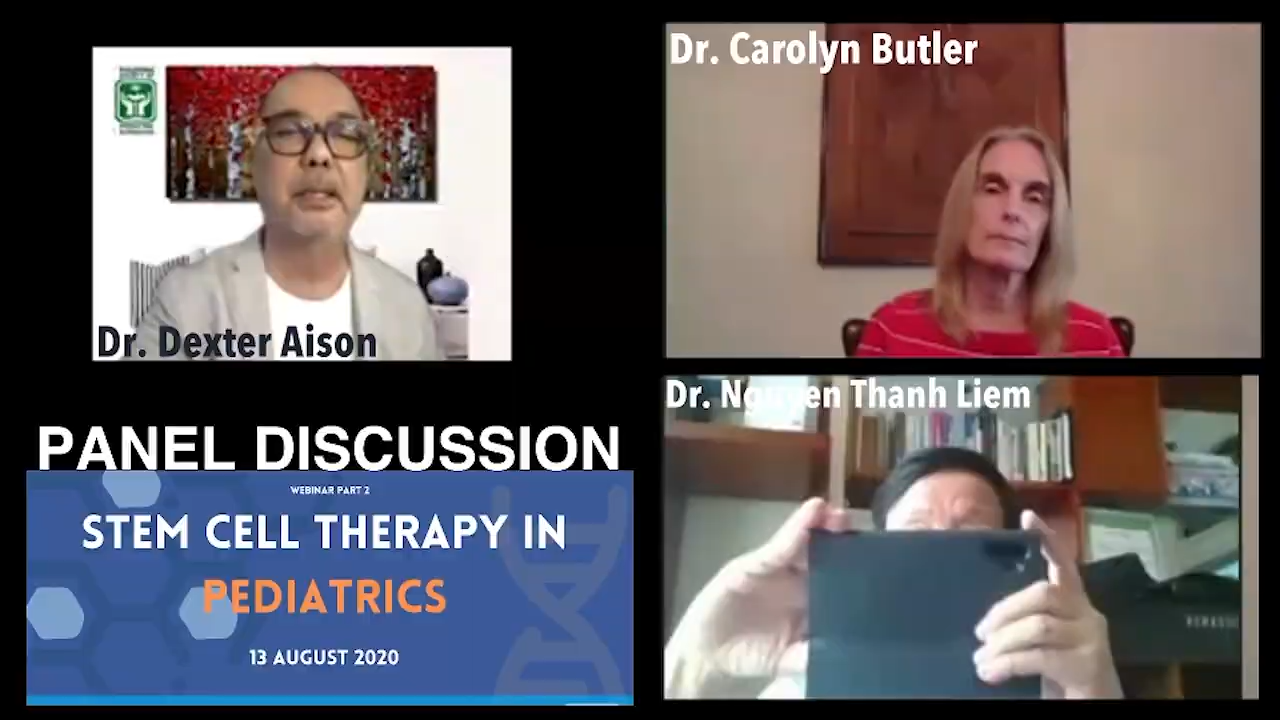 Dr. Dexter Aison
Dr. Carolyn Butler
Dr. Nguyen Thanh Liem
PANEL DISCUSSION
WEBINAR PART 2
STEM CELL THERAPY IN
PEDIATRICS
13 AUGUST 2020